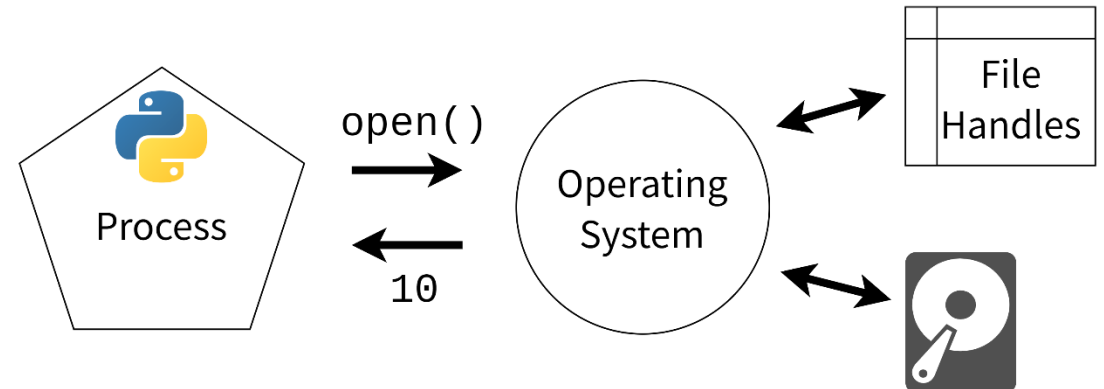 Process
open()
10
Operating
System
File
Handles